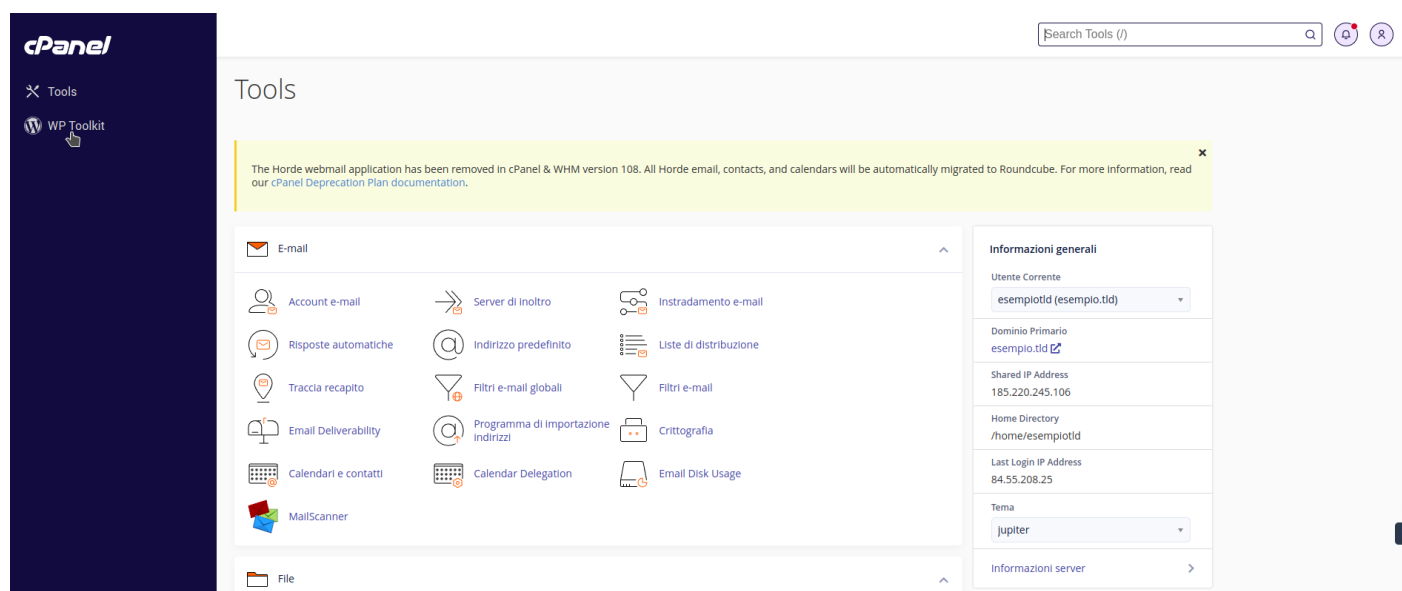 cPanel
Search Tools (/)
Tools
WP Toolkit
Tools
The Horde webmail application has been removed in cPanel & WHM version 108. All Horde email, contacts, and calendars will be automatically migrated to Roundcube. For more information, read
our cPanel Deprecation Plan documentation.
E-mail
Account e-mail
Server di inoltro
Instradamento e-mail
Risposte automatiche
Indirizzo predefinito
Liste di distribuzione
Traccia recapito
Filtri e-mail globali
Filtri e-mail
Email Deliverability
Programma di importazione
indirizzi
Crittografia
Calendari e contatti
Calendar Delegation
Email Disk Usage
MailScanner
File
Informazioni generali
Utente Corrente
esempiotld (esempio.tld)
Dominio Primario
esempio.tld
Shared IP Address
185.220.245.106
Home Directory
/home/esempiotld
Last Login IP Address
84.55.208.25
Tema
jupiter
Informazioni server